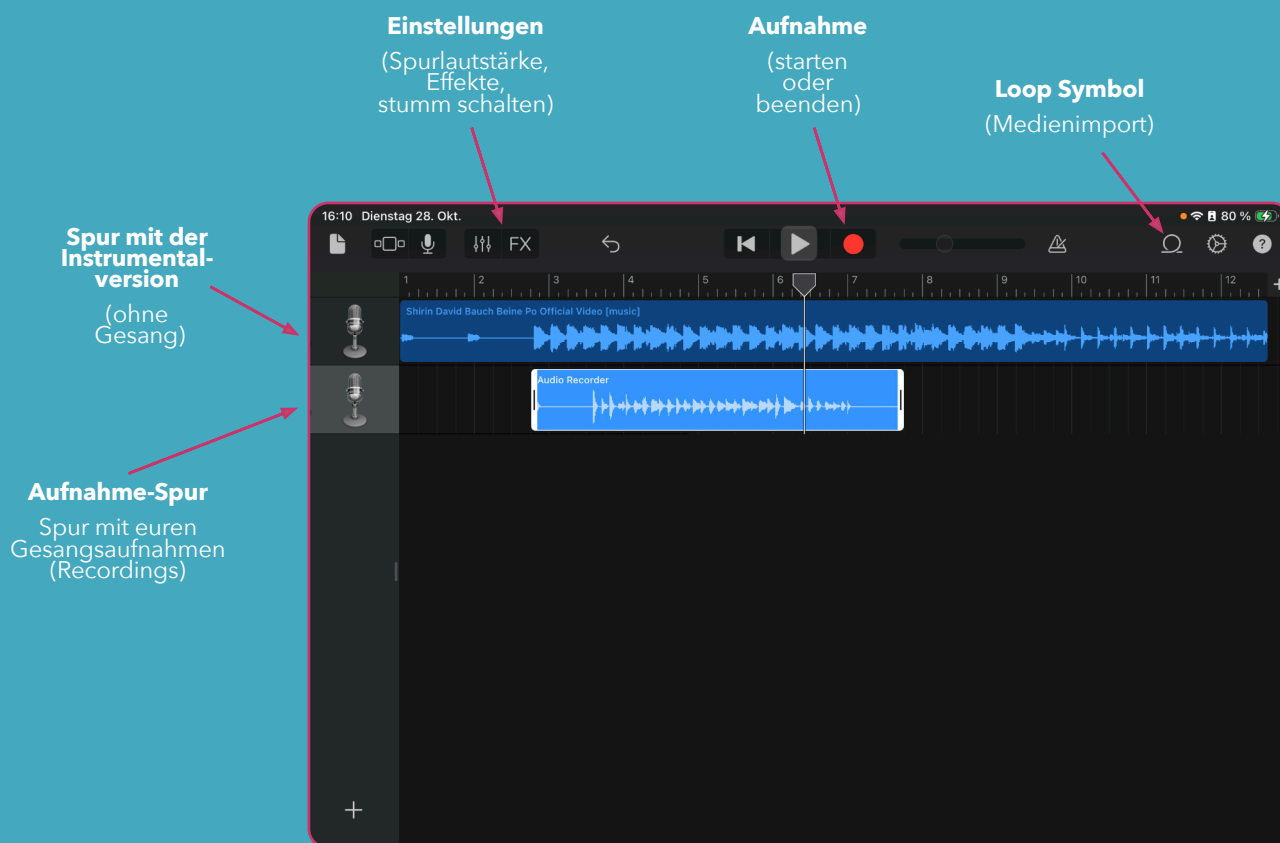 Einstellungen
(Spurlautstärke,
Effekte,
stumm schalten)
Aufnahme
(starten
oder
beenden)
Loop Symbol
(Medienimport)
Spur mit der
Instrumental-
version
(ohne
Gesang)
Aufnahme-Spur
Spur mit euren
Gesangsaufnahmen
(Recordings)
16:10 Dienstag 28. Okt.
80 %
FX
?
1 2 3 4 5 6 7 8 9 10 11 12 +
Shirin David Bauch Beine Po Official Video [music]
Audio Recorder
+